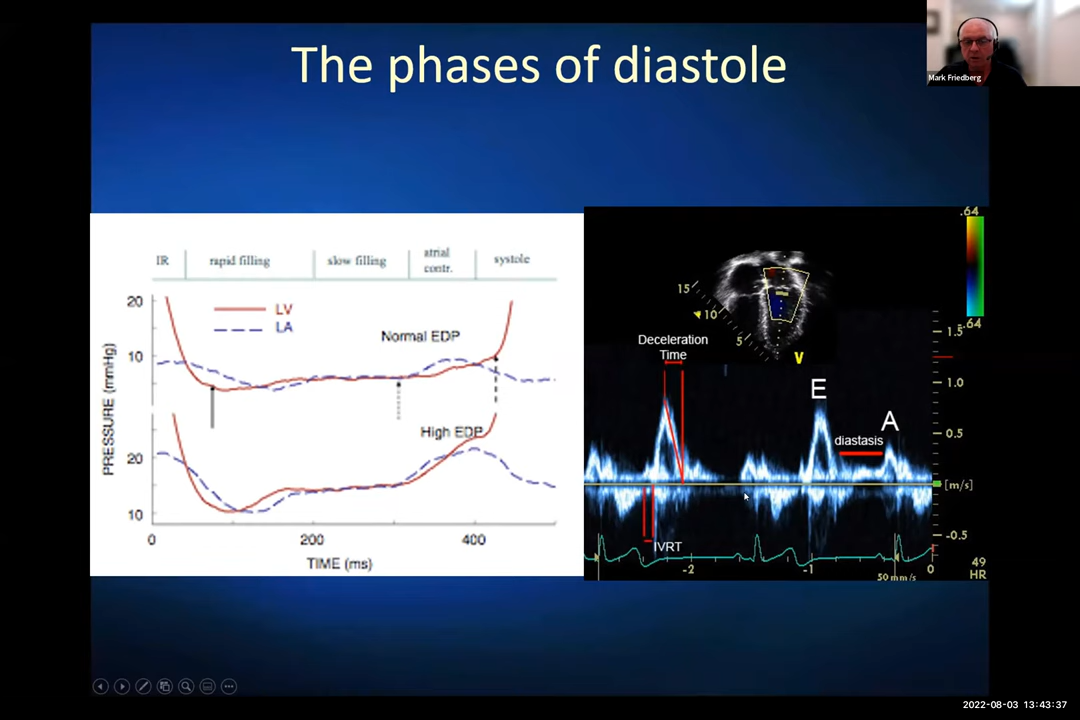 The phases of diastole
Mark Friedberg
IR
rapid filling
slow filling
atrial
contr.
systole
20
LV
LA
Normal EDP
10
PRESSURE (mmHg)
High EDP
20
10
0
200
400
TIME (ms)
.64
-.64
15
10
5
V
Deceleration
Time
E
A
diastasis
IVRT
1.5
1.0
0.5
[m/s]
-0.5
-2
-1
0
50 mm/s
49
HR
2022-08-03 13:43:37